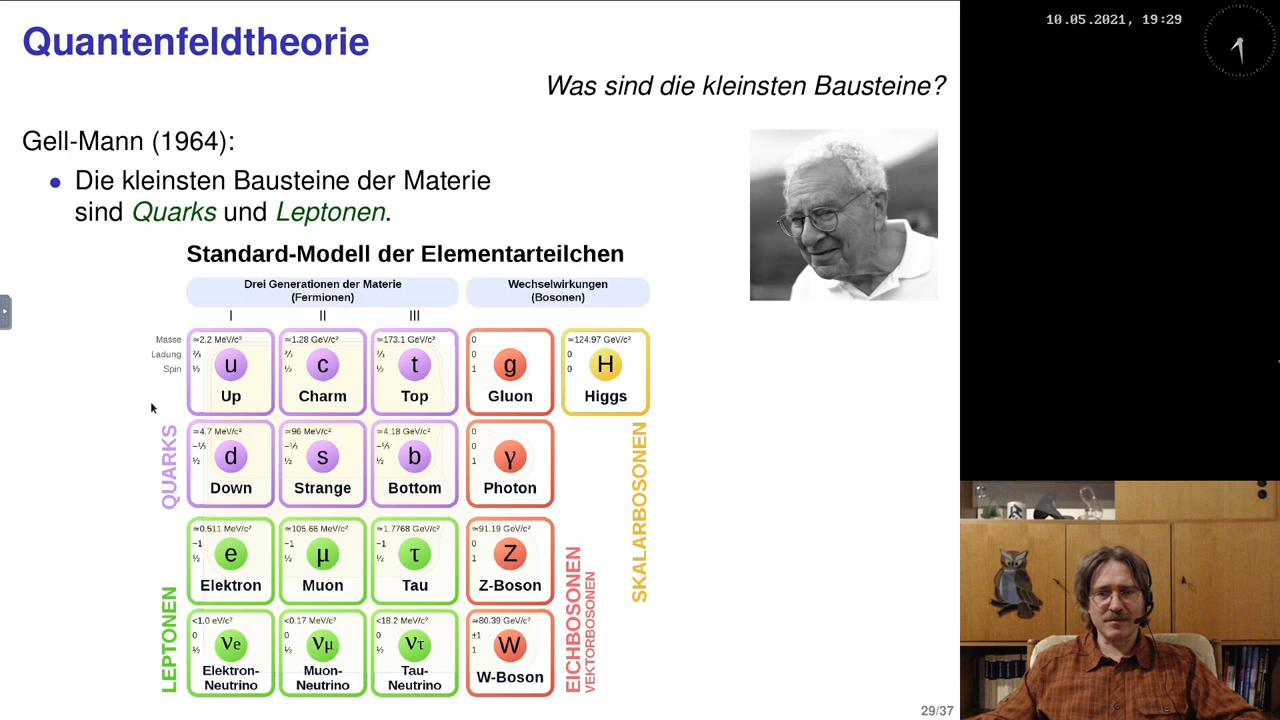 Quantenfeldtheorie
10.05.2021, 19:29
Was sind die kleinsten Bausteine?
Gell-Mann (1964):
• Die kleinsten Bausteine der Materie
sind Quarks und Leptonen.
Standard-Modell der Elementarteilchen
Drei Generationen der Materie
(Fermionen)
Wechselwirkungen
(Bosonen)
I II III
Masse
Ladung
Spin
≃2.2 MeV/c²
⅔
½
u
Up
≃1.28 GeV/c²
⅔
½
c
Charm
≃173.1 GeV/c²
⅔
½
t
Top
0
0
1
g
Gluon
≃124.97 GeV/c²
0
0
H
Higgs
QUARKS
≃4.7 MeV/c²
−⅓
½
d
Down
≃96 MeV/c²
−⅓
½
s
Strange
≃4.18 GeV/c²
−⅓
½
b
Bottom
0
0
1
γ
Photon
SKALARBOSONEN
LEPTONEN
≃0.511 MeV/c²
−1
½
e
Elektron
≃105.66 MeV/c²
−1
½
μ
Muon
≃1.7768 GeV/c²
−1
½
τ
Tau
≃91.19 GeV/c²
0
1
Z
Z-Boson
<1.0 eV/c²
0
½
νe
Elektron-
Neutrino
<0.17 MeV/c²
0
½
νμ
Muon-
Neutrino
<18.2 MeV/c²
0
½
ντ
Tau-
Neutrino
≃80.39 GeV/c²
±1
1
W
W-Boson
EICHBOSONEN
VEKTORBOSONEN
29/37